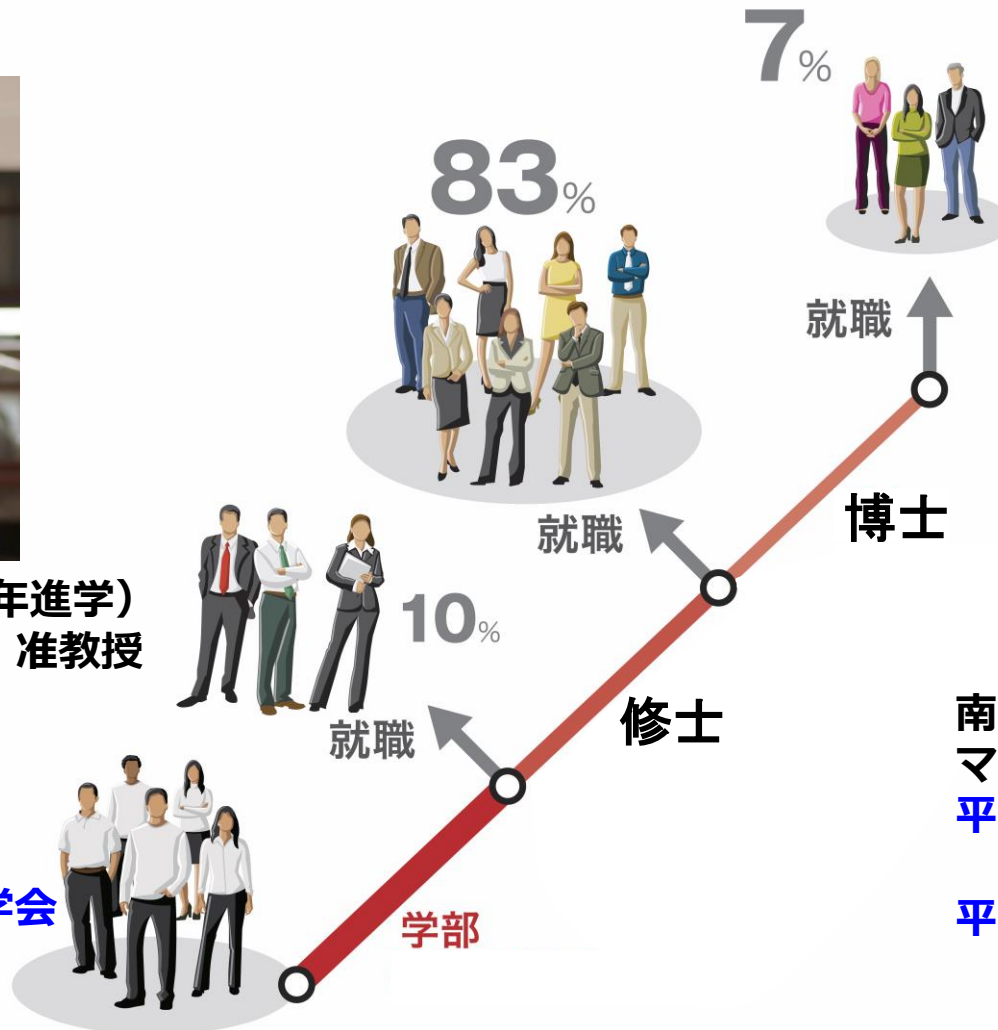 7%
83%
就職
博士
就職
年進学)
准教授
10%
修士
就職
南
マ
平
学会
平
学部